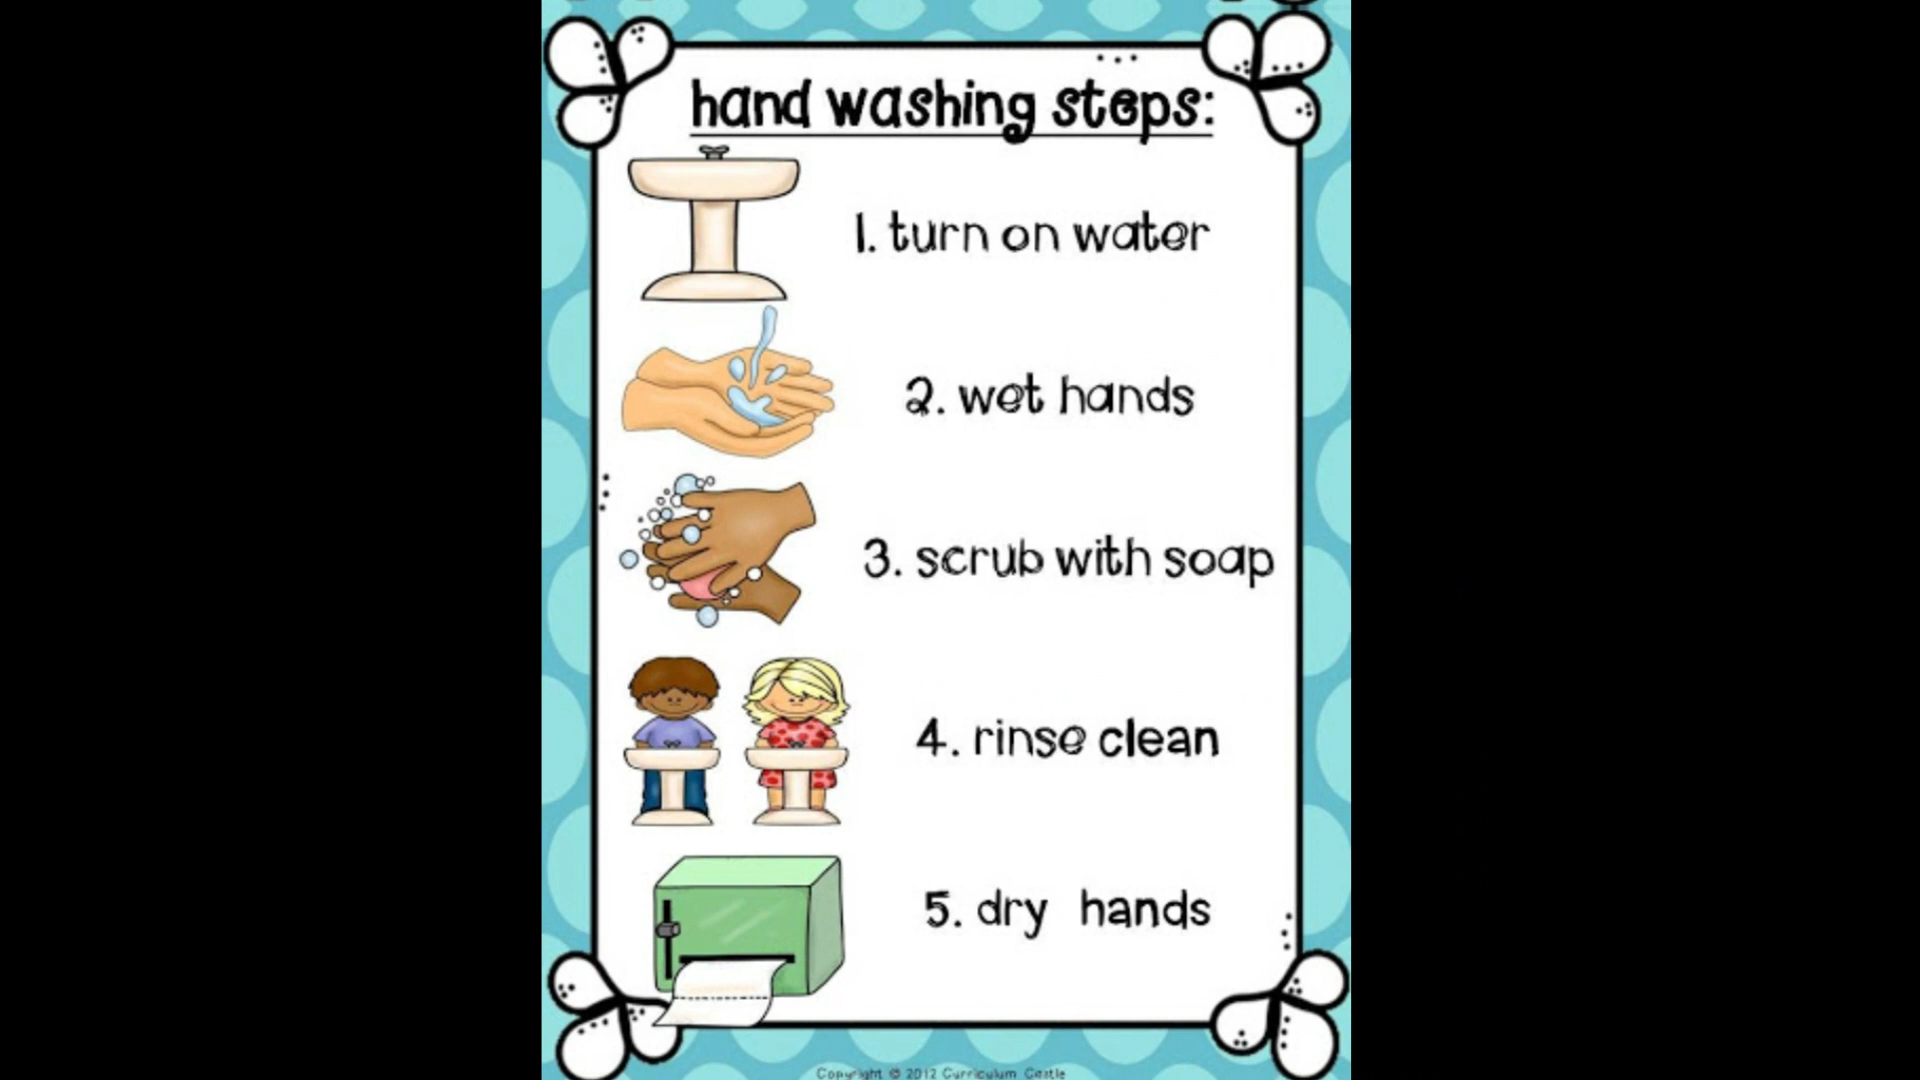 hand washing steps:
1. turn on water
2. wet hands
3. scrub with soap
4. rinse clean
5. dry hands
Copyright © 2012 Curriculum Castle